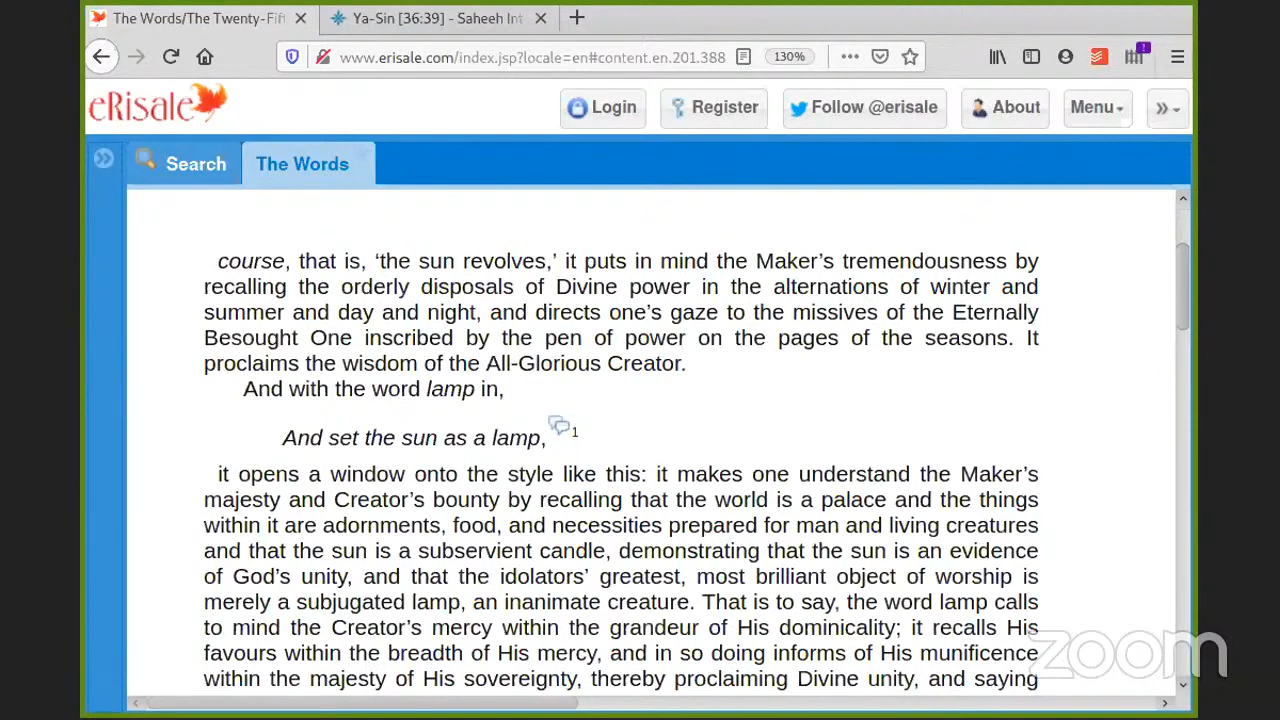 The Words/The Twenty-Fift
Ya-Sin [36:39] - Saheeh Int
www.erisale.com/index.jsp?locale=en#content.en.201.388
130%
eRisale
Login
Register
Follow @erisale
About
Menu
Search
The Words
course, that is, ‘the sun revolves,’ it puts in mind the Maker’s tremendousness by
recalling the orderly disposals of Divine power in the alternations of winter and
summer and day and night, and directs one’s gaze to the missives of the Eternally
Besought One inscribed by the pen of power on the pages of the seasons. It
proclaims the wisdom of the All-Glorious Creator.
And with the word lamp in,
And set the sun as a lamp, 1
it opens a window onto the style like this: it makes one understand the Maker’s
majesty and Creator’s bounty by recalling that the world is a palace and the things
within it are adornments, food, and necessities prepared for man and living creatures
and that the sun is a subservient candle, demonstrating that the sun is an evidence
of God’s unity, and that the idolators’ greatest, most brilliant object of worship is
merely a subjugated lamp, an inanimate creature. That is to say, the word lamp calls
to mind the Creator’s mercy within the grandeur of His dominicality; it recalls His
favours within the breadth of His mercy, and in so doing informs of His munificence
within the majesty of His sovereignty, thereby proclaiming Divine unity, and saying
zoom